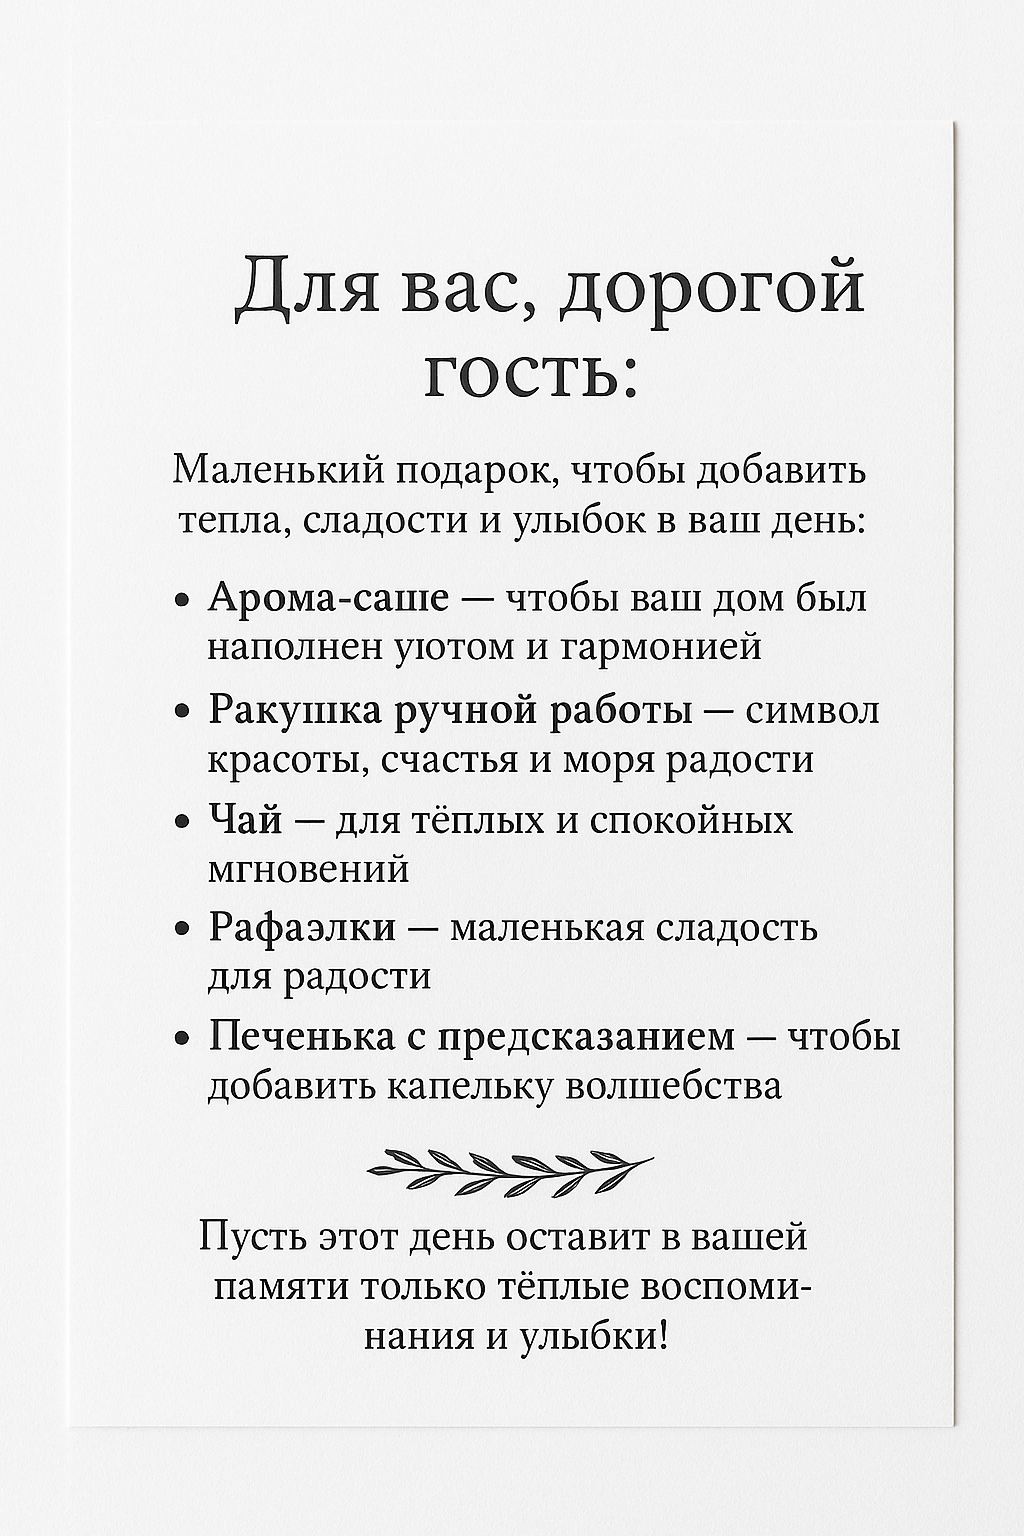 Для вас, дорогой
гость:
Маленький подарок, чтобы добавить
тепла, сладости и улыбок в ваш день:
• Арома-саше — чтобы ваш дом был
наполнен уютом и гармонией
• Ракушка ручной работы — символ
красоты, счастья и моря радости
• Чай — для тёплых и спокойных
мгновений
• Рафаэлки — маленькая сладость
для радости
• Печенька с предсказанием — чтобы
добавить капельку волшебства
Пусть этот день оставит в вашей
памяти только тёплые воспоми-
нания и улыбки!